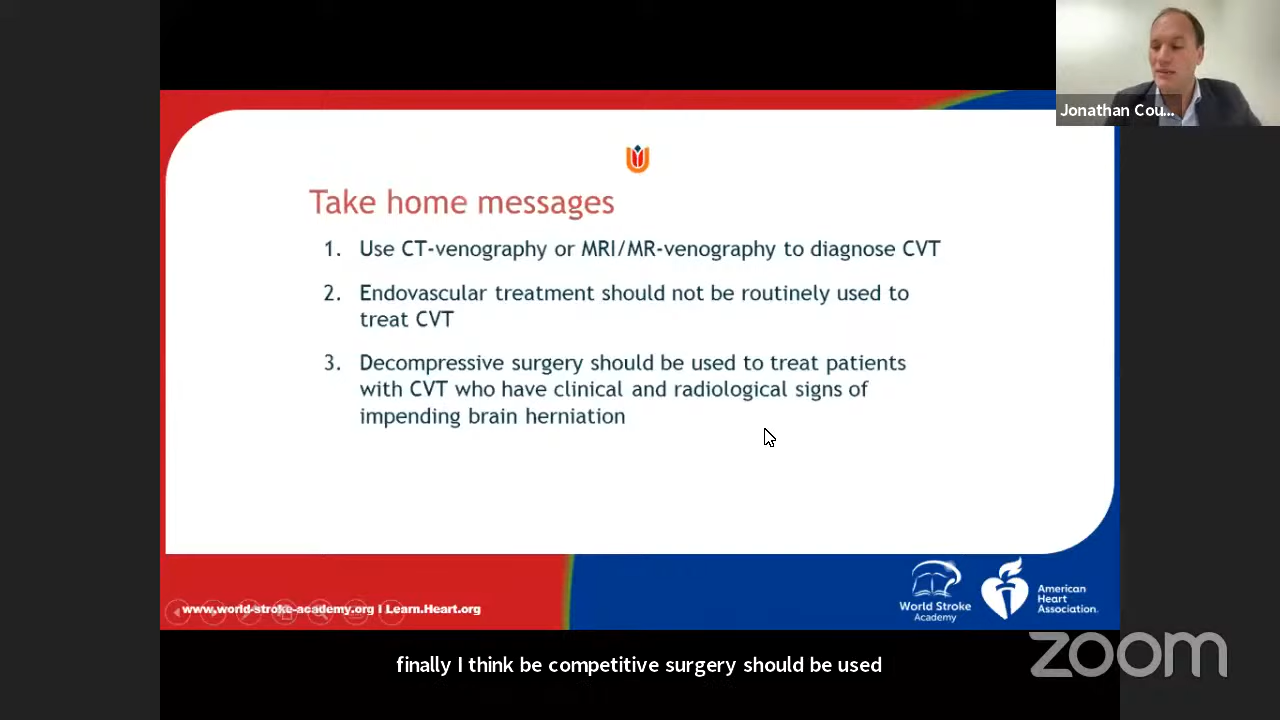 Jonathan Cou...
Take home messages
1. Use CT-venography or MRI/MR-venography to diagnose CVT
2. Endovascular treatment should not be routinely used to
treat CVT
3. Decompressive surgery should be used to treat patients
with CVT who have clinical and radiological signs of
impending brain herniation
www.world-stroke-academy.org I Learn.Heart.org
World Stroke
Academy
American
Heart
Association.
finally I think be competitive surgery should be used
zoom